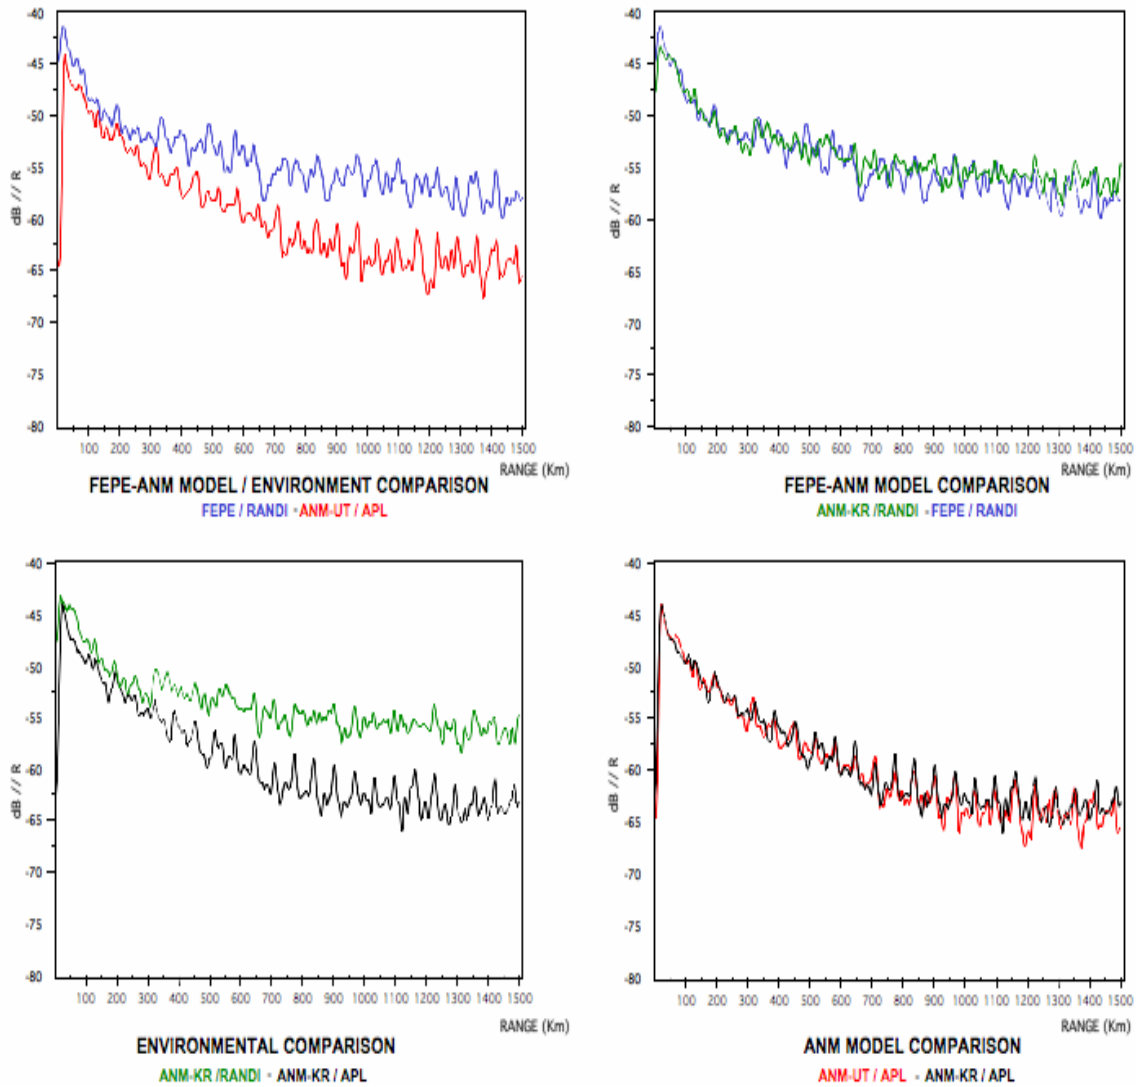 -40
-45
-50
-55
-60
-65
-70
-75
-80
dB // R
100 200 300 400 500 600 700 800 900 1000 1100 1200 1300 1400 1500
RANGE (Km)
FEPE-ANM MODEL / ENVIRONMENT COMPARISON
FEPE / RANDI - ANM-UT / APL
-40
-45
-50
-55
-60
-65
-70
-75
-80
dB // R
100 200 300 400 500 600 700 800 900 1000 1100 1200 1300 1400 1500
RANGE (Km)
FEPE-ANM MODEL COMPARISON
ANM-KR /RANDI - FEPE / RANDI
-40
-45
-50
-55
-60
-65
-70
-75
-80
dB // R
100 200 300 400 500 600 700 800 900 1000 1100 1200 1300 1400 1500
RANGE (Km)
ENVIRONMENTAL COMPARISON
ANM-KR /RANDI - ANM-KR / APL
-40
-45
-50
-55
-60
-65
-70
-75
-80
dB // R
100 200 300 400 500 600 700 800 900 1000 1100 1200 1300 1400 1500
RANGE (Km)
ANM MODEL COMPARISON
ANM-UT / APL - ANM-KR / APL